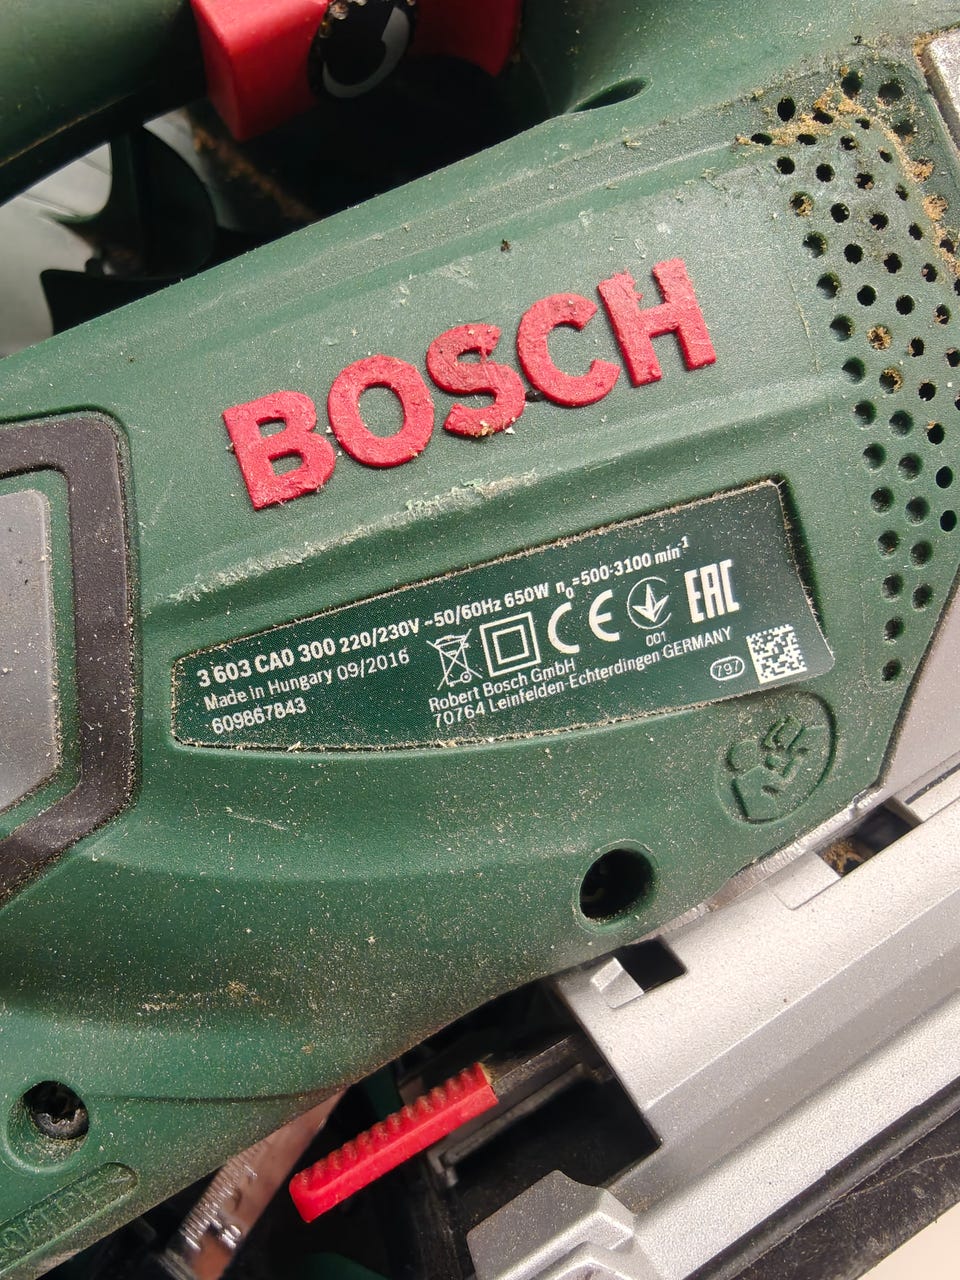 BOSCH
3 603 CA0 300 220/230V ~50/60Hz 650W n₀=500-3100 min⁻¹
Made in Hungary 09/2016
609867843
CE
001
EAC
Robert Bosch GmbH
70764 Leinfelden-Echterdingen GERMANY
797